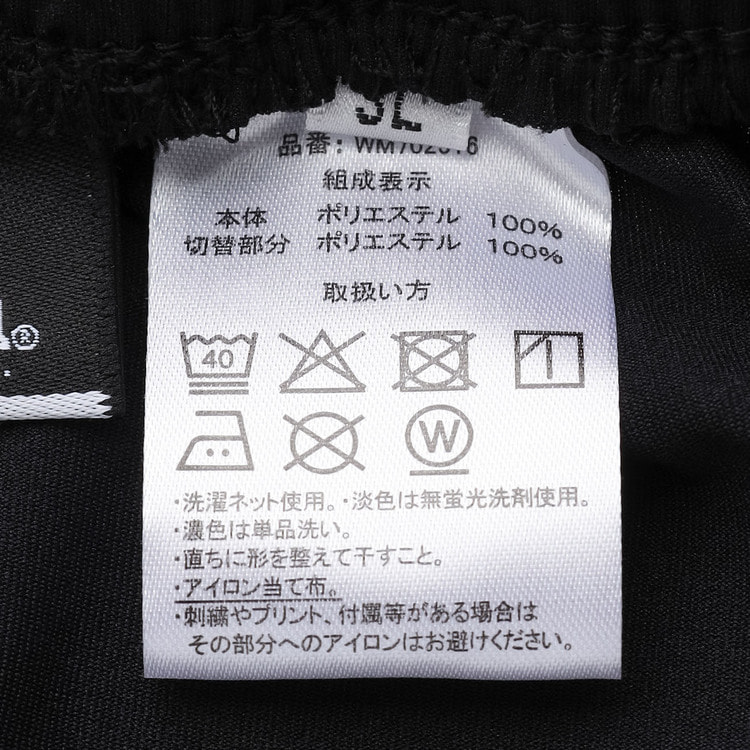 品番:
組成表示
本体 ポリエステル 100%
切替部分 ポリエステル 100%
取扱い方
40
W
・洗濯ネット使用。・淡色は無蛍光洗剤使用。
・濃色は単品洗い。
・直ちに形を整えて干すこと。
・アイロン当て布。
・刺繍やプリント、付属等がある場合は
その部分へのアイロンはお避けください。
®